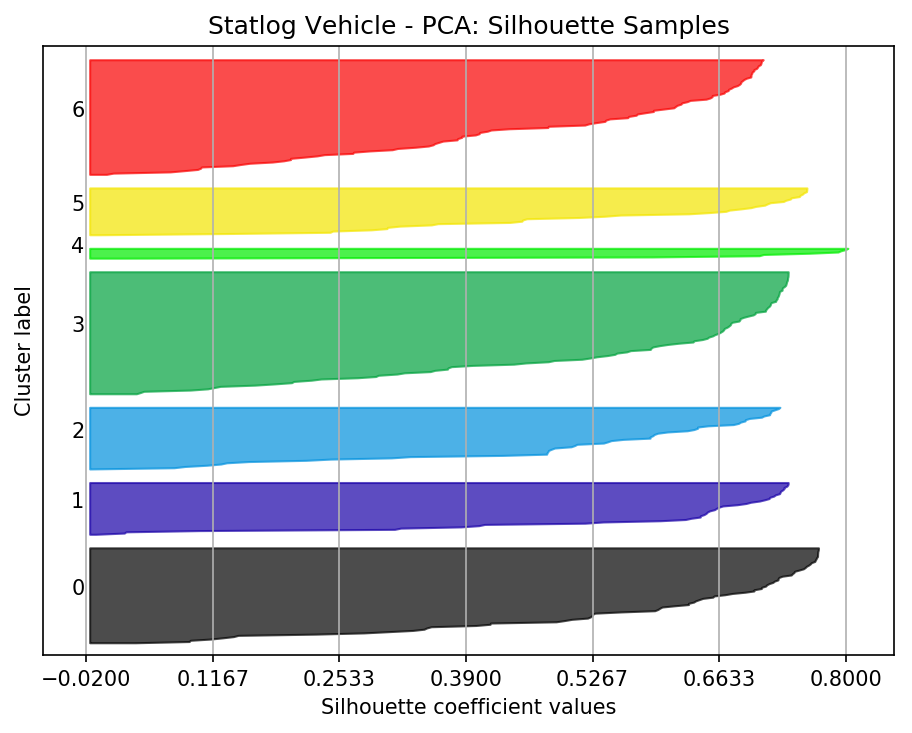 Statlog Vehicle - PCA: Silhouette Samples
6
5
4
3
2
1
0
Cluster label
−0.0200 0.1167 0.2533 0.3900 0.5267 0.6633 0.8000
Silhouette coefficient values